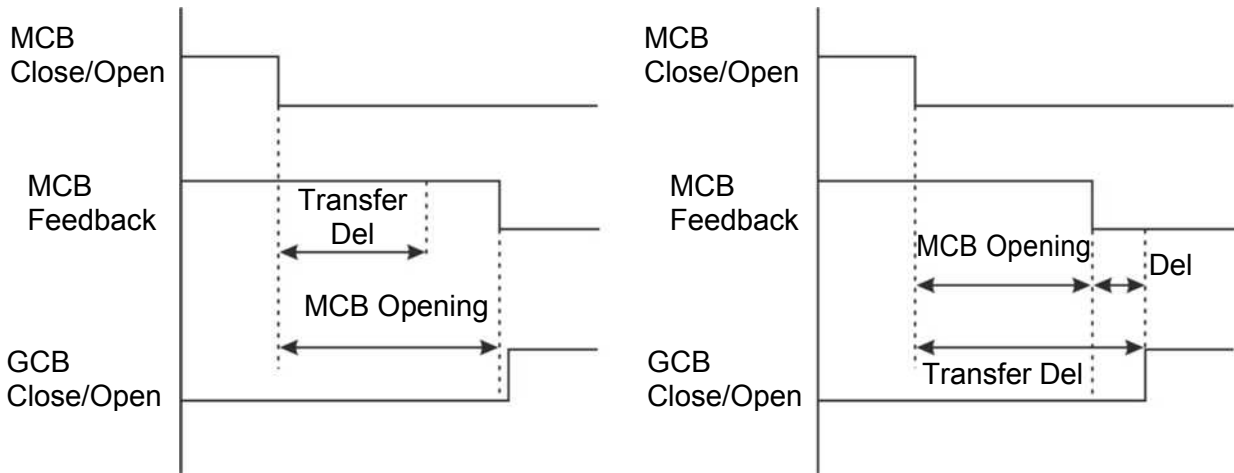 MCB
Close/Open
MCB
Feedback
Transfer
Del
MCB Opening
GCB
Close/Open
MCB
Close/Open
MCB
Feedback
MCB Opening
Del
Transfer Del
GCB
Close/Open